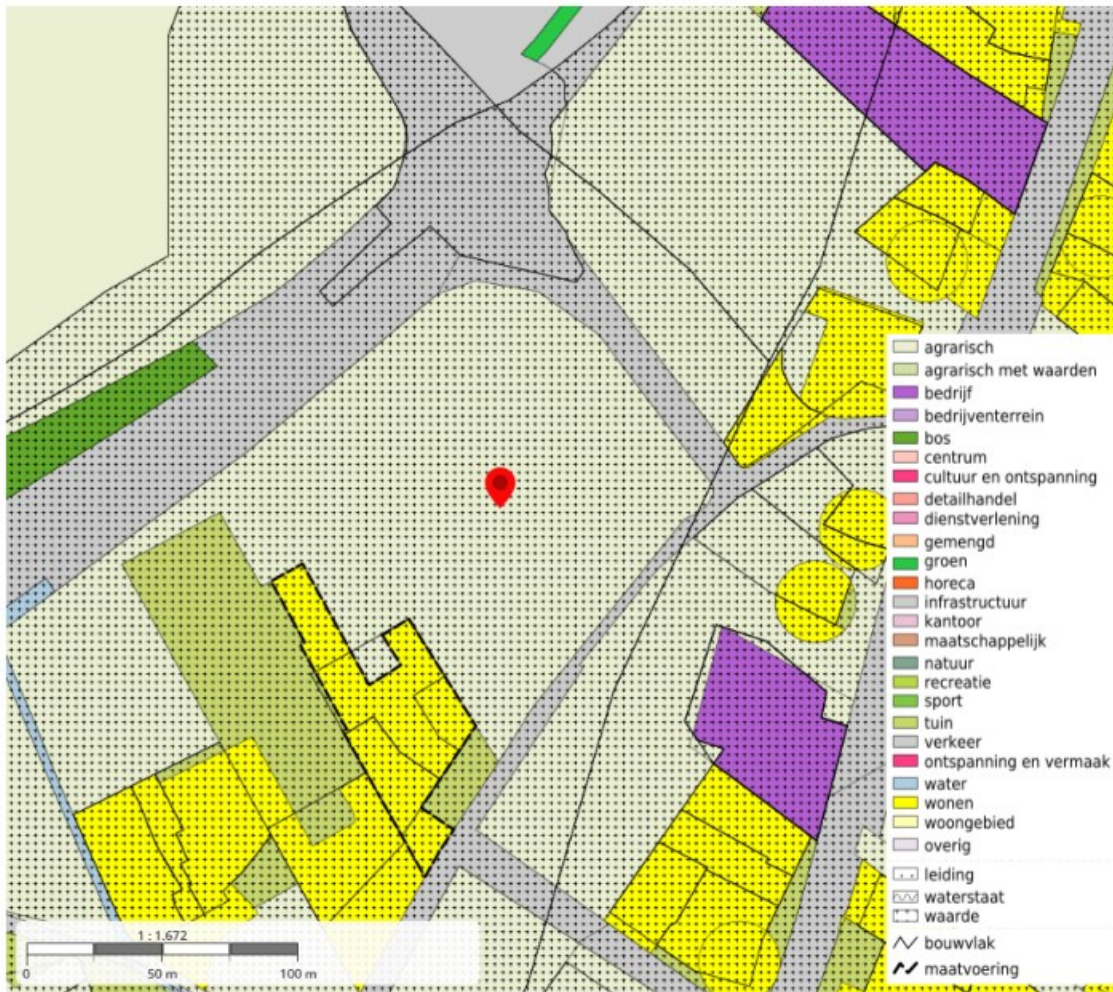 agrarisch
agrarisch met waarden
bedrijf
bedrijventerrein
bos
centrum
cultuur en ontspanning
detailhandel
dienstverlening
gemengd
groen
horeca
infrastructuur
kantoor
maatschappelijk
natuur
recreatie
sport
tuin
verkeer
ontspanning en vermaak
water
wonen
woongebied
overig
leiding
waterstaat
waarde
bouwvlak
maatvoering
1 : 1.672
0 50 m 100 m